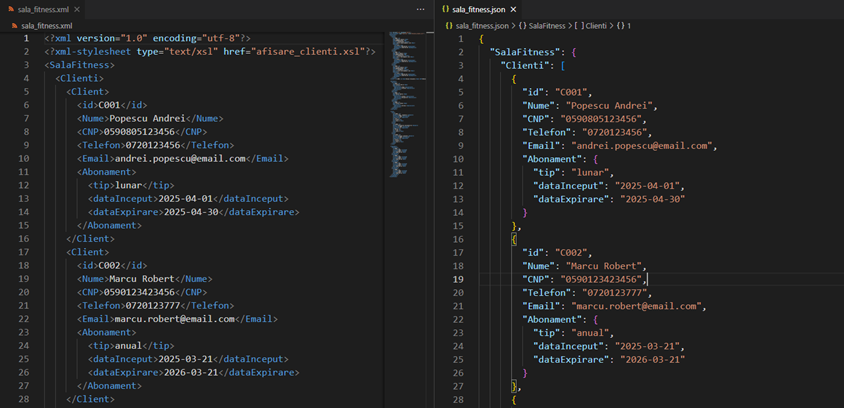 sala_fitness.xml
sala_fitness.xml
1 <?xml version="1.0" encoding="utf-8"?>
2 <?xml-stylesheet type="text/xsl" href="afisare_clienti.xsl"?>
3 <SalaFitness>
4 <Clienti>
5 <Client>
6 <id>C001</id>
7 <Nume>Popescu Andrei</Nume>
8 <CNP>0590805123456</CNP>
9 <Telefon>0720123456</Telefon>
10 <Email>andrei.popescu@email.com</Email>
11 <Abonament>
12 <tip>lunar</tip>
13 <dataInceput>2025-04-01</dataInceput>
14 <dataExpirare>2025-04-30</dataExpirare>
15 </Abonament>
16 </Client>
17 <Client>
18 <id>C002</id>
19 <Nume>Marcu Robert</Nume>
20 <CNP>0590123423456</CNP>
21 <Telefon>0720123777</Telefon>
22 <Email>marcu.robert@email.com</Email>
23 <Abonament>
24 <tip>anual</tip>
25 <dataInceput>2025-03-21</dataInceput>
26 <dataExpirare>2026-03-21</dataExpirare>
27 </Abonament>
28 </Client>
{} sala_fitness.json
{} sala_fitness.json > {} SalaFitness > [ ] Clienti > {} 1
1 {
2 "SalaFitness": {
3 "Clienti": [
4 {
5 "id": "C001",
6 "Nume": "Popescu Andrei",
7 "CNP": "0590805123456",
8 "Telefon": "0720123456",
9 "Email": "andrei.popescu@email.com",
10 "Abonament": {
11 "tip": "lunar",
12 "dataInceput": "2025-04-01",
13 "dataExpirare": "2025-04-30"
14 }
15 },
16 {
17 "id": "C002",
18 "Nume": "Marcu Robert",
19 "CNP": "0590123423456",
20 "Telefon": "0720123777",
21 "Email": "marcu.robert@email.com",
22 "Abonament": {
23 "tip": "anual",
24 "dataInceput": "2025-03-21",
25 "dataExpirare": "2026-03-21"
26 }
27 },
28 {